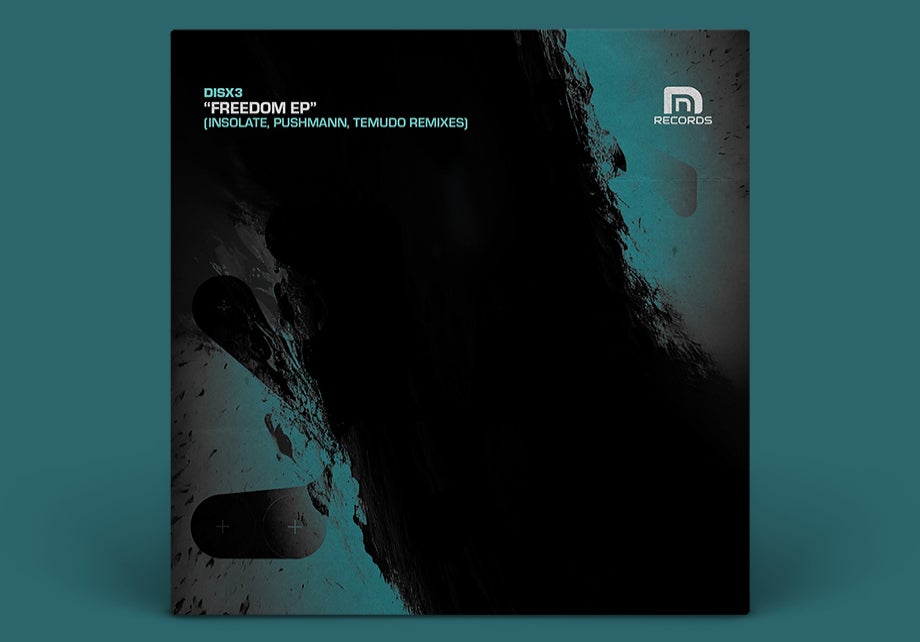 DISX3
“FREEDOM EP”
(INSOLATE, PUSHMANN, TEMUDO REMIXES)
RECORDS